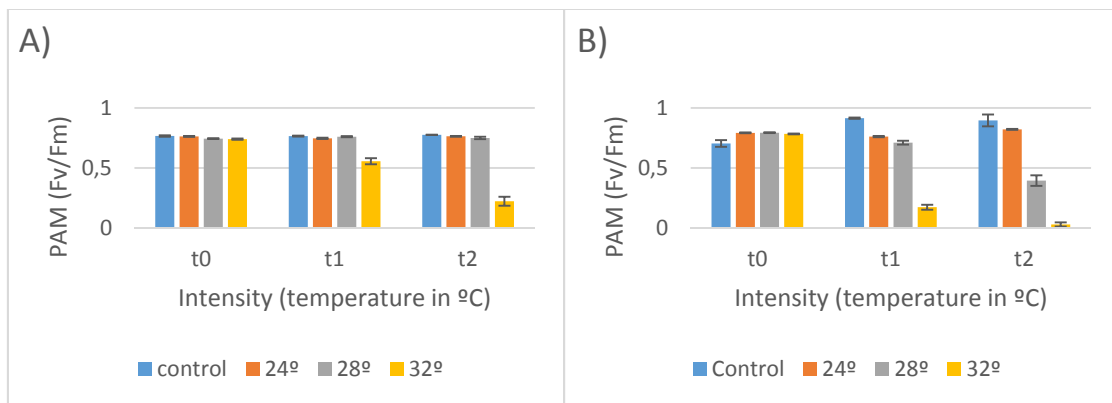 A)
PAM (Fv/Fm)
1
0,5
0
t0 t1 t2
Intensity (temperature in ºC)
control 24º 28º 32º
B)
PAM (Fv/Fm)
1
0,5
0
t0 t1 t2
Intensity (temperature in ºC)
Control 24º 28º 32º